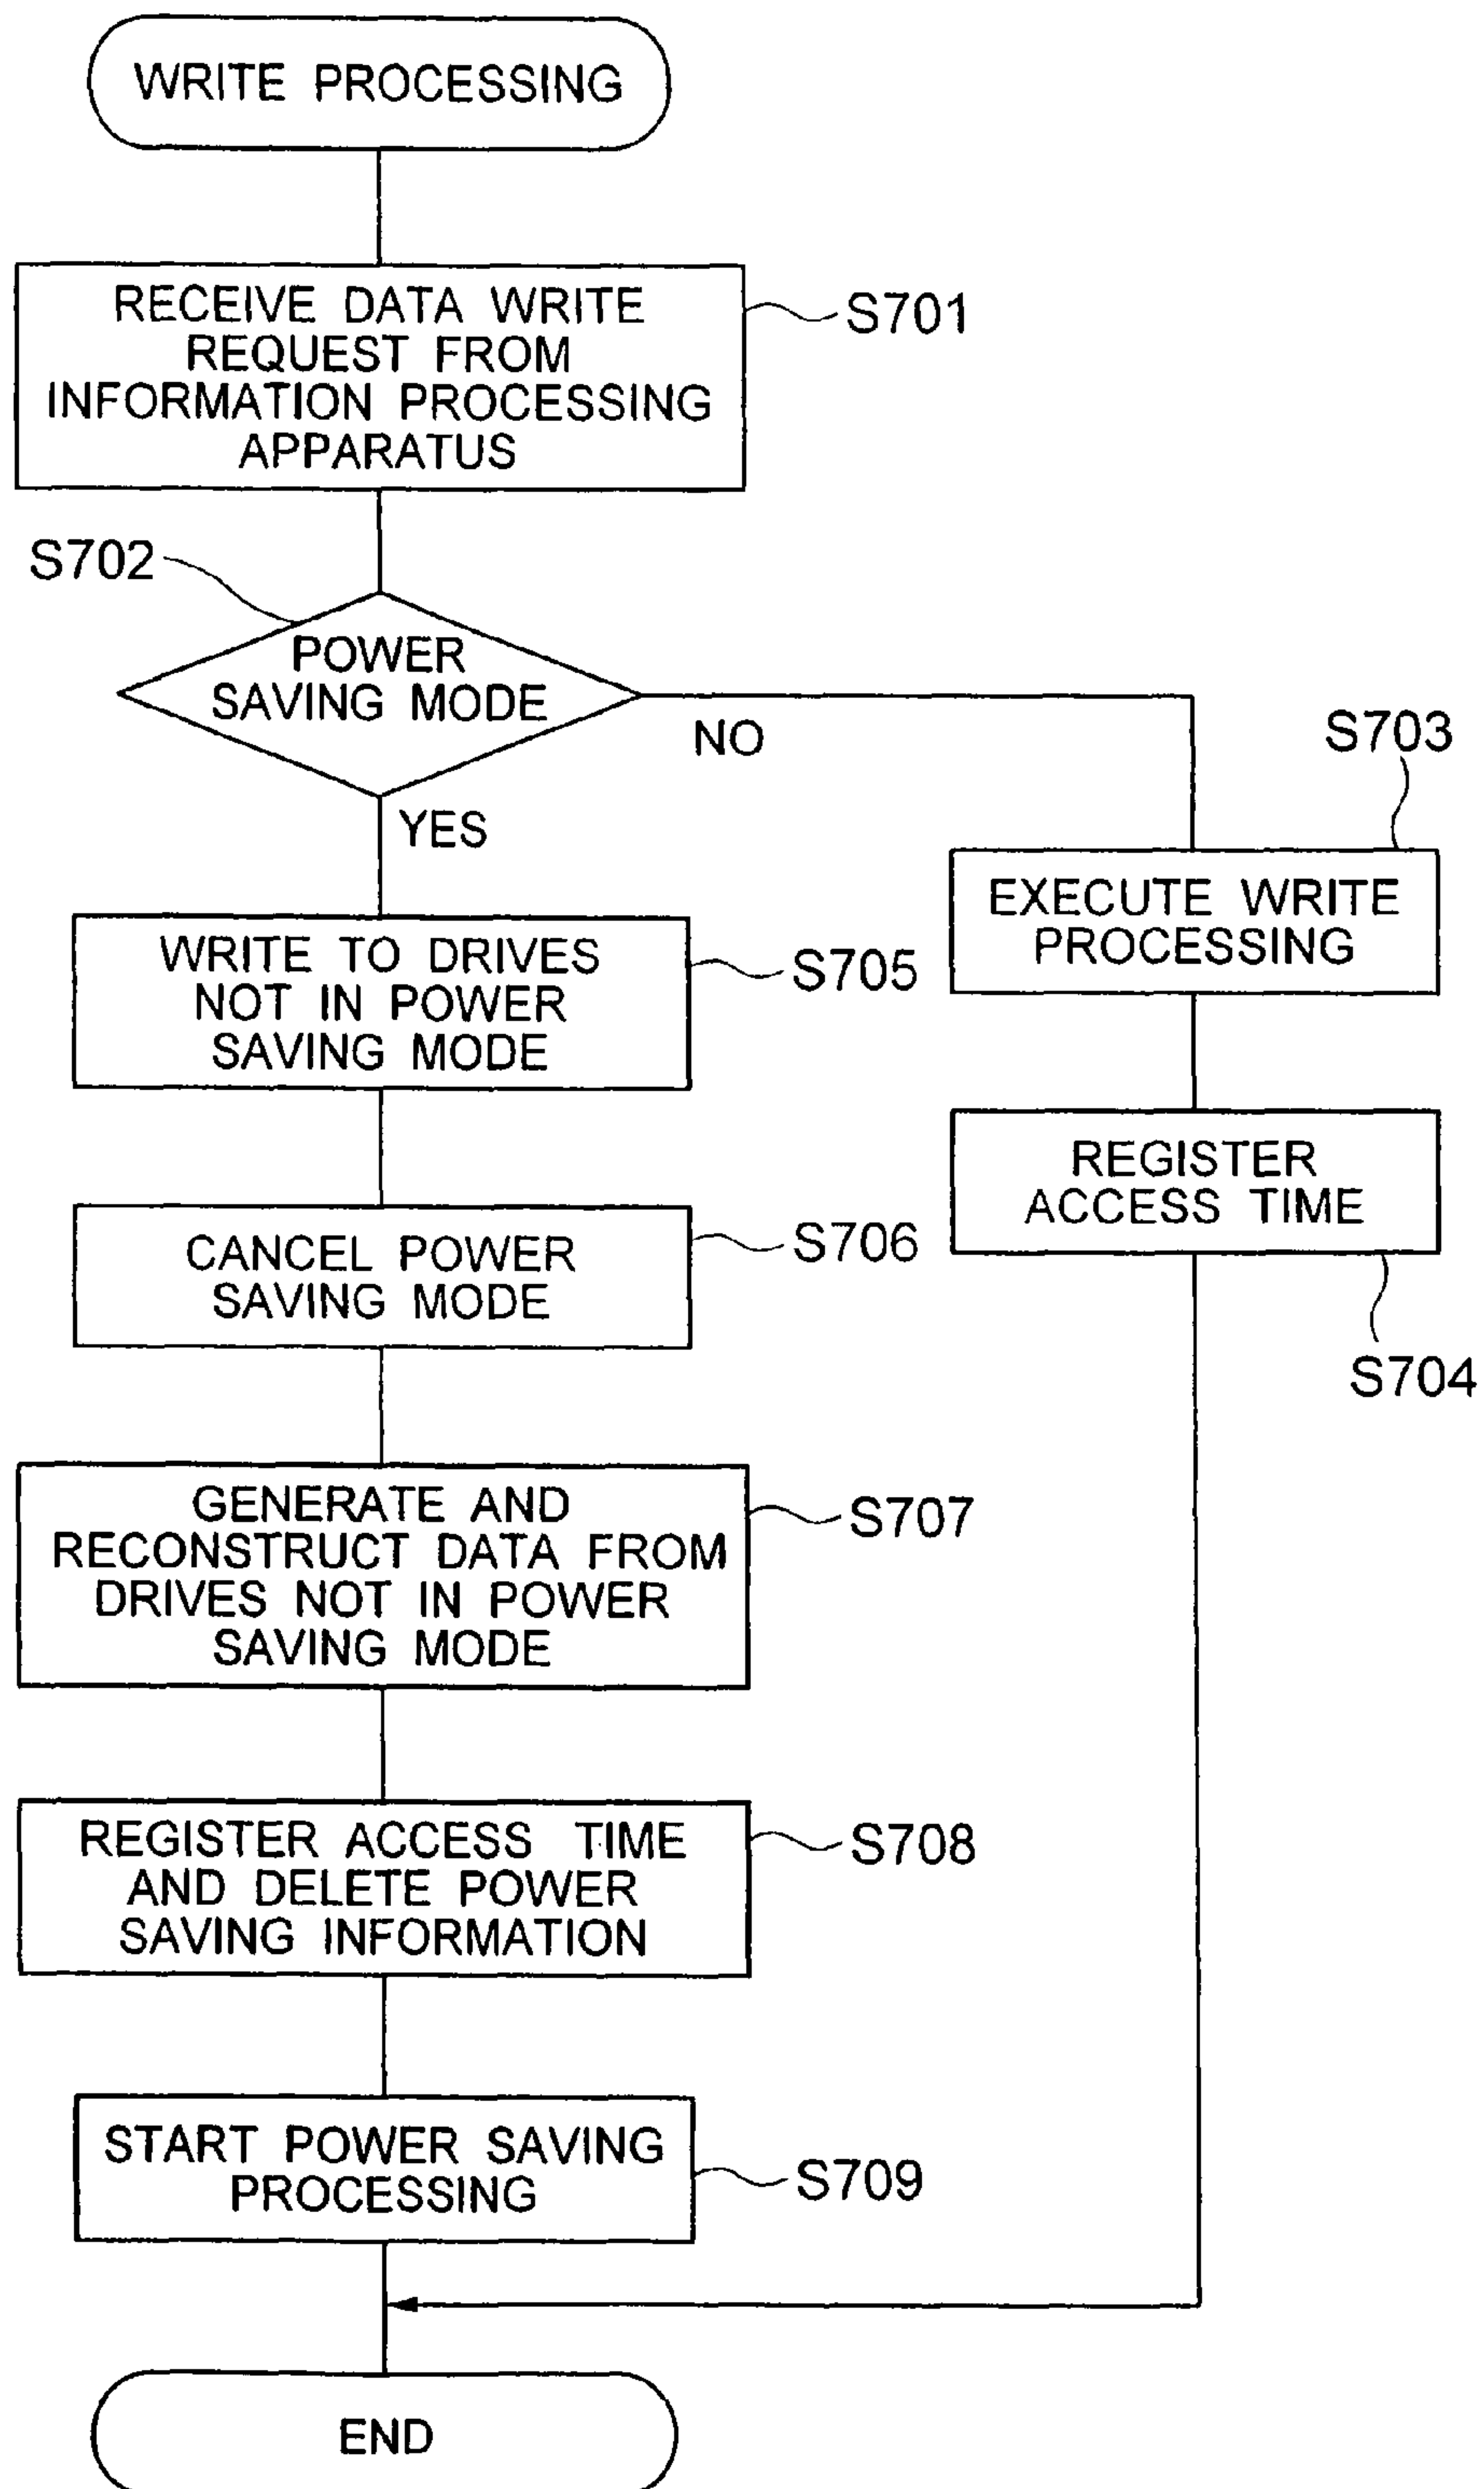 WRITE PROCESSING
RECEIVE DATA WRITE
REQUEST FROM
INFORMATION PROCESSING
APPARATUS
S701
S702
POWER
SAVING MODE
NO
YES
S703
EXECUTE WRITE
PROCESSING
WRITE TO DRIVES
NOT IN POWER
SAVING MODE
S705
REGISTER
ACCESS TIME
S704
CANCEL POWER
SAVING MODE
S706
GENERATE AND
RECONSTRUCT DATA FROM
DRIVES NOT IN POWER
SAVING MODE
S707
REGISTER ACCESS TIME
AND DELETE POWER
SAVING INFORMATION
S708
START POWER SAVING
PROCESSING
S709
END